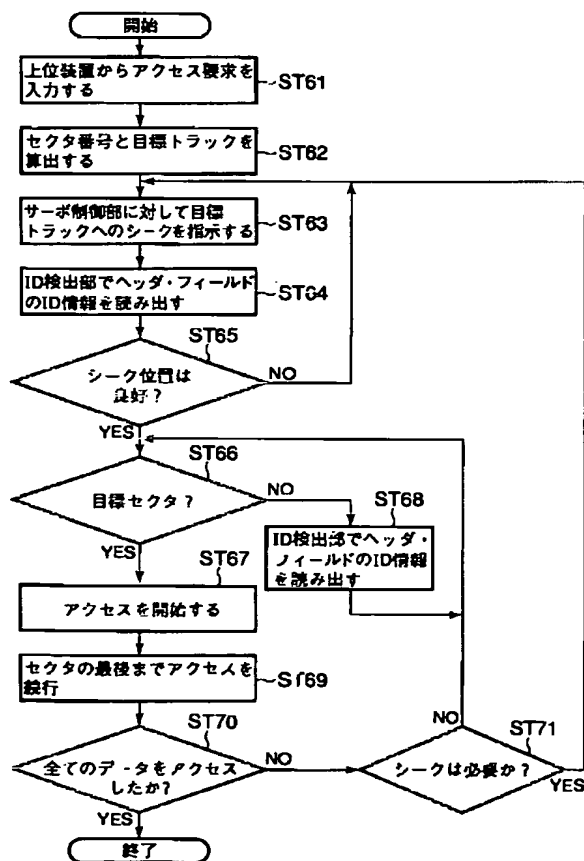 開始
上位装置からアクセス要求を
入力する
ST61
セクタ番号と目標トラックを
算出する
ST62
サーボ制御部に対して目標
トラックへのシークを指示する
ST63
ID検出部でヘッダ・フィールド
のID情報を読み出す
ST64
ST65
シーク位置は
良好?
NO
YES
ST66
目標セクタ?
NO
YES
ST68
ID検出部でヘッダ・
フィールドのID情報
を読み出す
ST67
アクセスを開始する
セクタの最後までアクセスを
続行
ST69
ST70
全てのデータをアクセス
したか?
NO
YES
ST71
シークは必要か?
NO
YES
終了